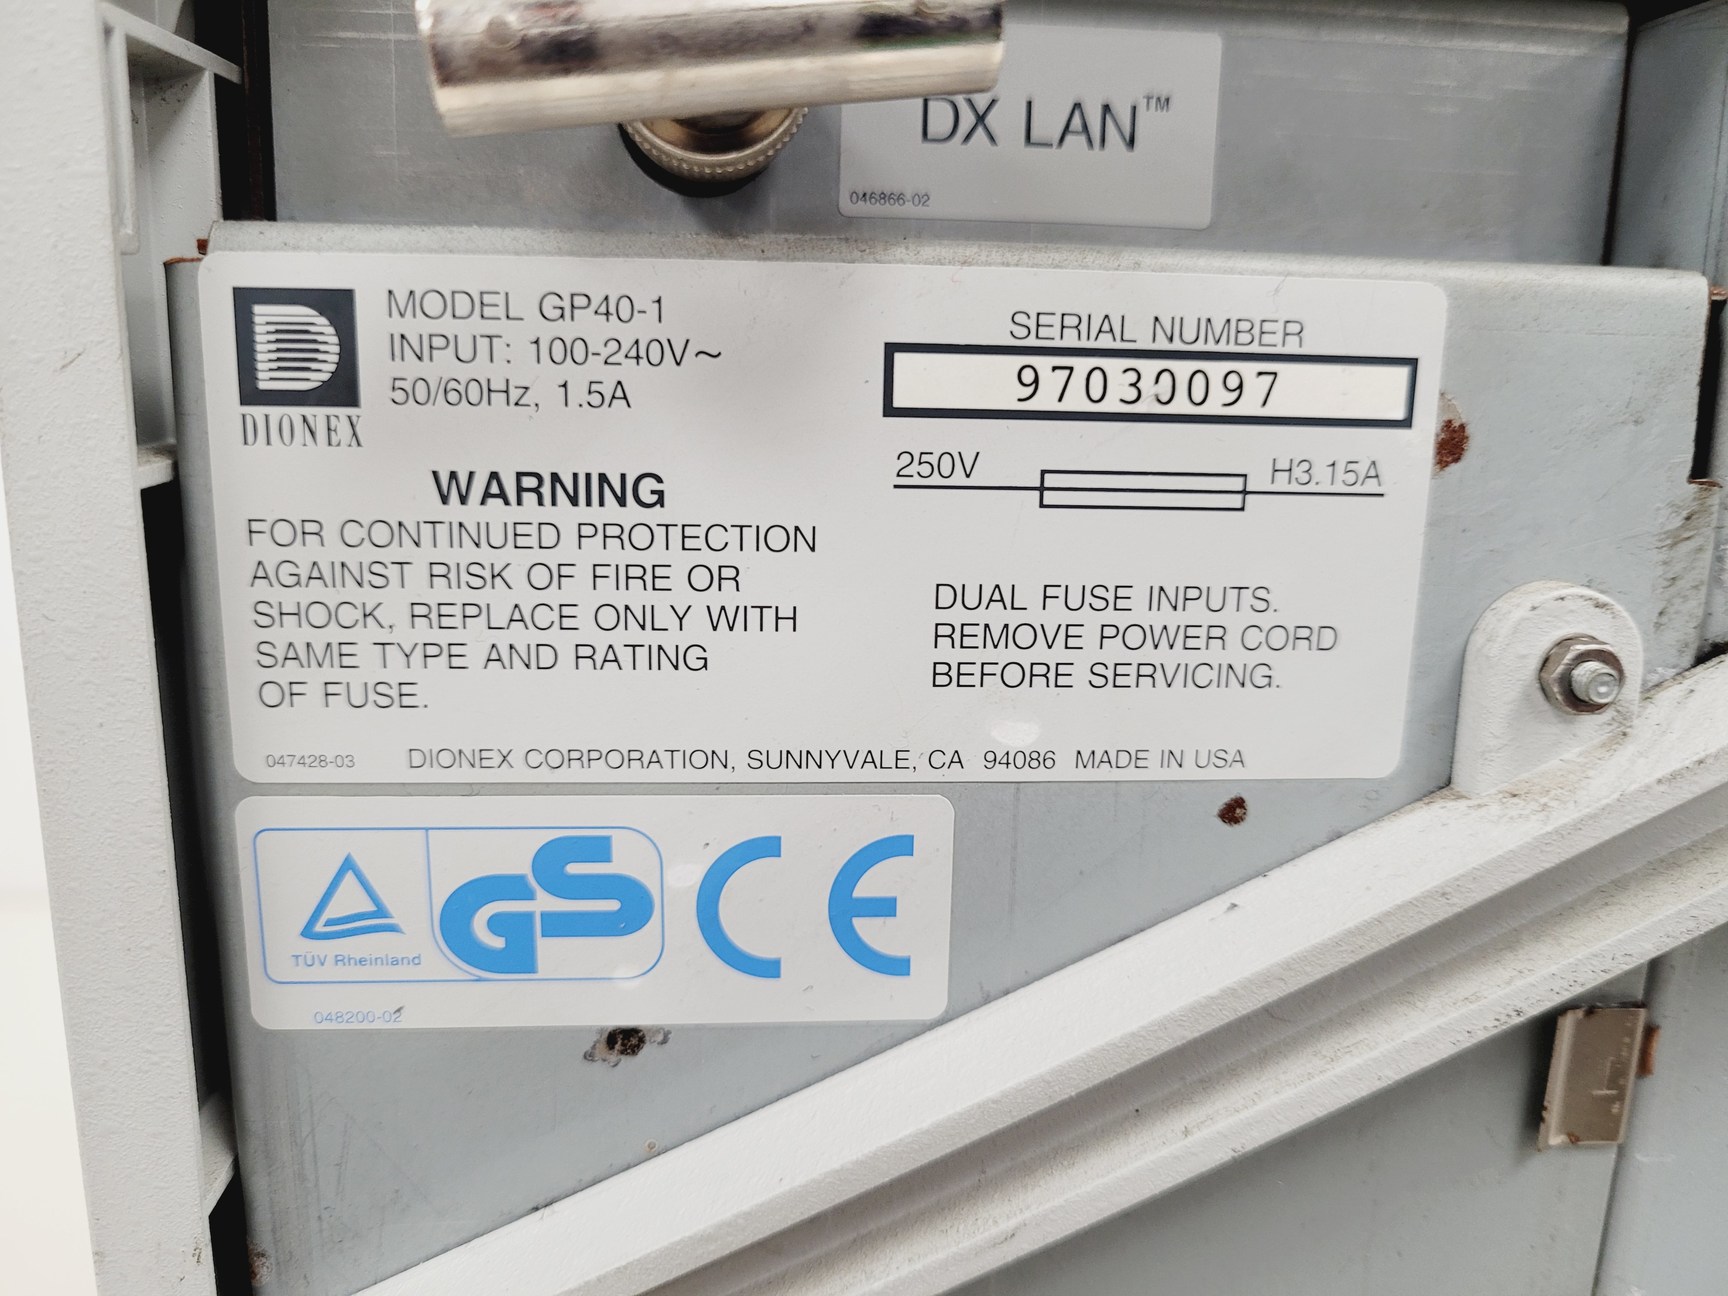 DX LAN™
046866-02
DIONEX
MODEL GP40-1
INPUT: 100-240V~
50/60Hz, 1.5A
SERIAL NUMBER
97030097
250V
H3.15A
WARNING
FOR CONTINUED PROTECTION
AGAINST RISK OF FIRE OR
SHOCK, REPLACE ONLY WITH
SAME TYPE AND RATING
OF FUSE.
DUAL FUSE INPUTS.
REMOVE POWER CORD
BEFORE SERVICING.
047428-03
DIONEX CORPORATION, SUNNYVALE, CA 94086 MADE IN USA
TÜV Rheinland
GS
CE
048200-02